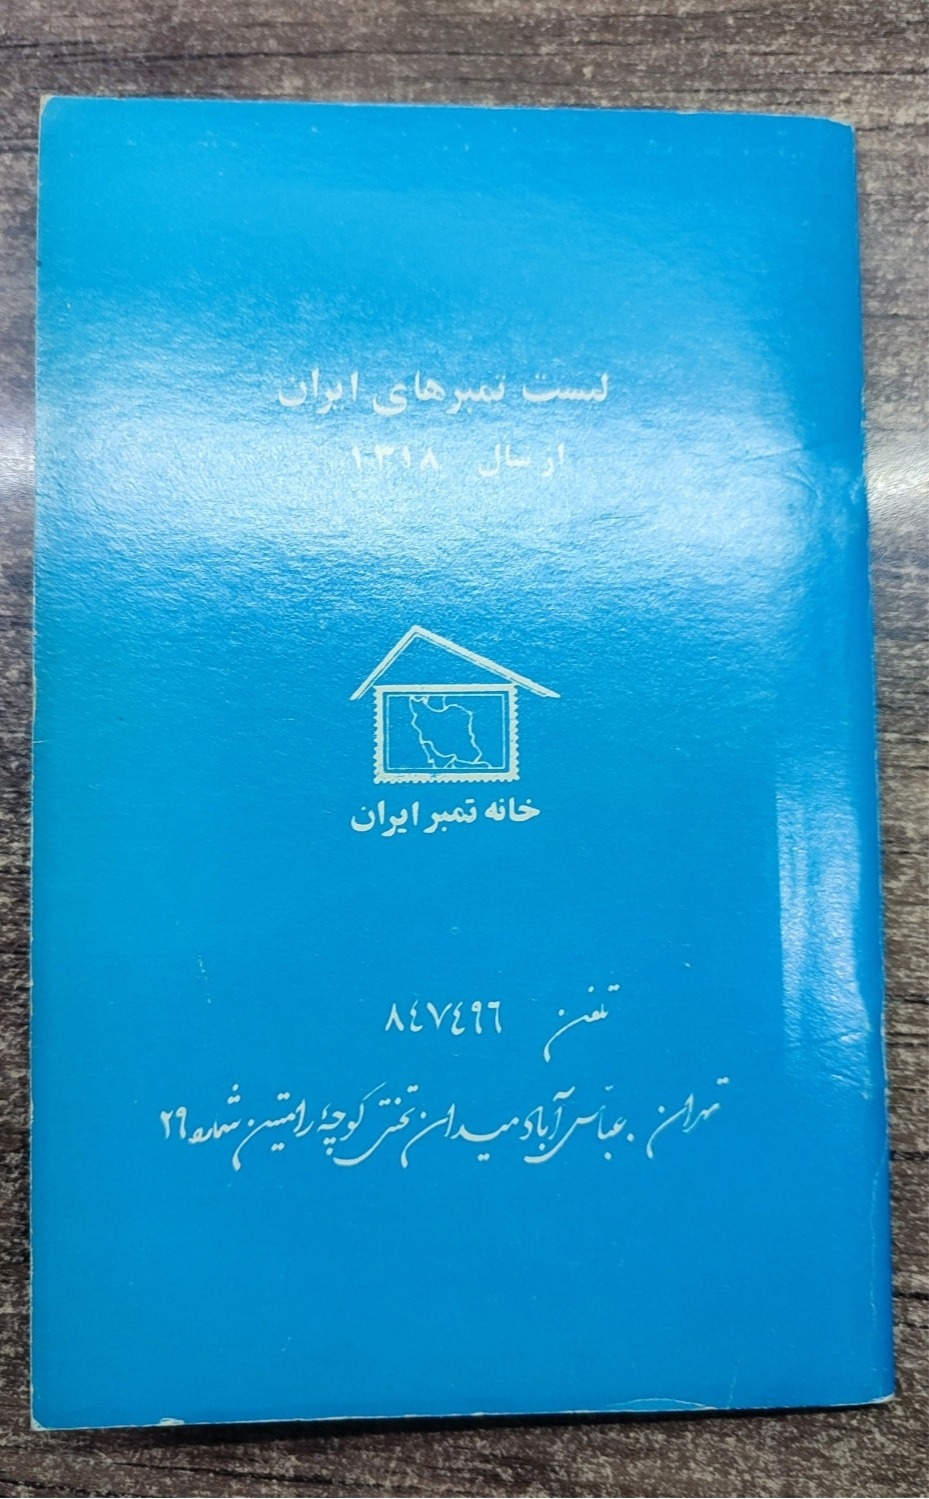 لیست تمبرهای ایران
از سال ۱۳۱۸
خانه تمبر ایران
تلفن ۸۴۷۴۹۶
تهران. عباس آباد میدان تختی کوچهٔ رامتین شماره ۲۹